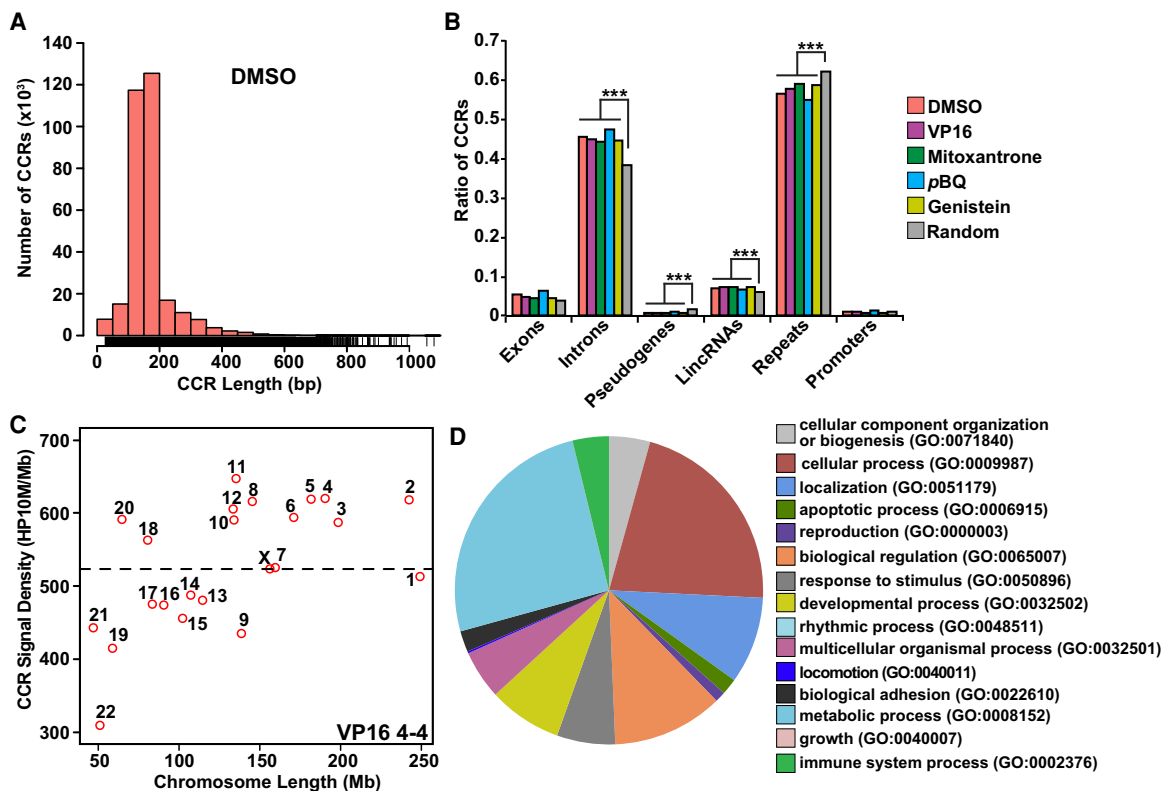 A
DMSO
Number of CCRs (x10³)
140
120
100
80
60
40
20
0
0
200
400
600
800
1000
CCR Length (bp)
B
Ratio of CCRs
0.7
0.6
0.5
0.4
0.3
0.2
0.1
0
***
***
***
***
Exons
Introns
Pseudogenes
LincRNAs
Repeats
Promoters
DMSO
VP16
Mitoxantrone
pBQ
Genistein
Random
C
CCR Signal Density (HP10M/Mb)
700
600
500
400
300
11
12
8
10
20
18
6
5
4
3
2
X
7
1
17
16
14
13
15
9
21
19
22
VP16 4-4
50
100
150
200
250
Chromosome Length (Mb)
D
cellular component organization
or biogenesis (GO:0071840)
cellular process (GO:0009987)
localization (GO:0051179)
apoptotic process (GO:0006915)
reproduction (GO:0000003)
biological regulation (GO:0065007)
response to stimulus (GO:0050896)
developmental process (GO:0032502)
rhythmic process (GO:0048511)
multicellular organismal process (GO:0032501)
locomotion (GO:0040011)
biological adhesion (GO:0022610)
metabolic process (GO:0008152)
growth (GO:0040007)
immune system process (GO:0002376)